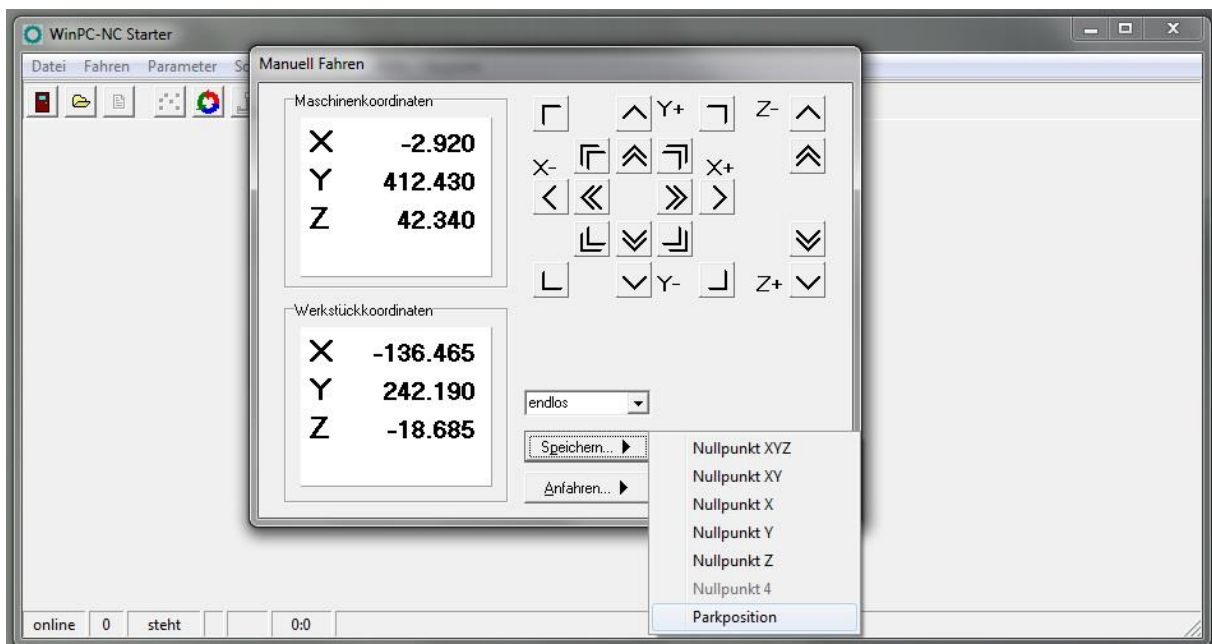 WinPC-NC Starter
Datei Fahren Parameter
Manuell Fahren
Maschinenkoordinaten
X -2.920
Y 412.430
Z 42.340
Y+ Z-
X- X+
Y- Z+
Werkstückkoordinaten
X -136.465
Y 242.190
Z -18.685
endlos
Speichern...
Anfahren...
Nullpunkt XYZ
Nullpunkt XY
Nullpunkt X
Nullpunkt Y
Nullpunkt Z
Nullpunkt 4
Parkposition
online 0 steht 0:0